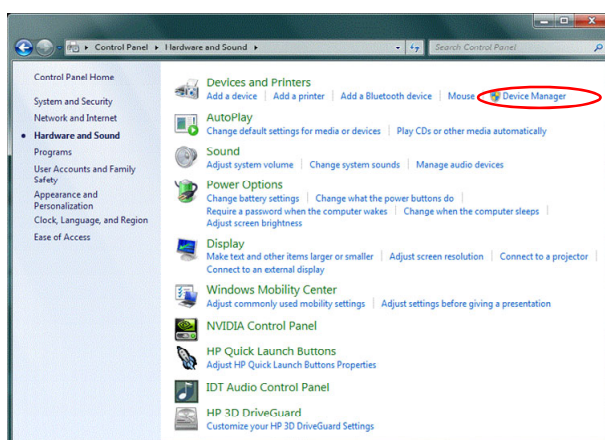 Control Panel ▸ Hardware and Sound ▸
Search Control Panel
Control Panel Home
System and Security
Network and Internet
Hardware and Sound
Programs
User Accounts and Family
Safety
Appearance and
Personalization
Clock, Language, and Region
Ease of Access
Devices and Printers
Add a device | Add a printer | Add a Bluetooth device | Mouse | Device Manager
AutoPlay
Change default settings for media or devices | Play CDs or other media automatically
Sound
Adjust system volume | Change system sounds | Manage audio devices
Power Options
Change battery settings | Change what the power buttons do |
Require a password when the computer wakes | Change when the computer sleeps |
Adjust screen brightness
Display
Make text and other items larger or smaller | Adjust screen resolution | Connect to a projector |
Connect to an external display
Windows Mobility Center
Adjust commonly used mobility settings | Adjust settings before giving a presentation
NVIDIA Control Panel
HP Quick Launch Buttons
Adjust HP Quick Launch Buttons Properties
IDT Audio Control Panel
HP 3D DriveGuard
Customize your HP 3D DriveGuard Settings